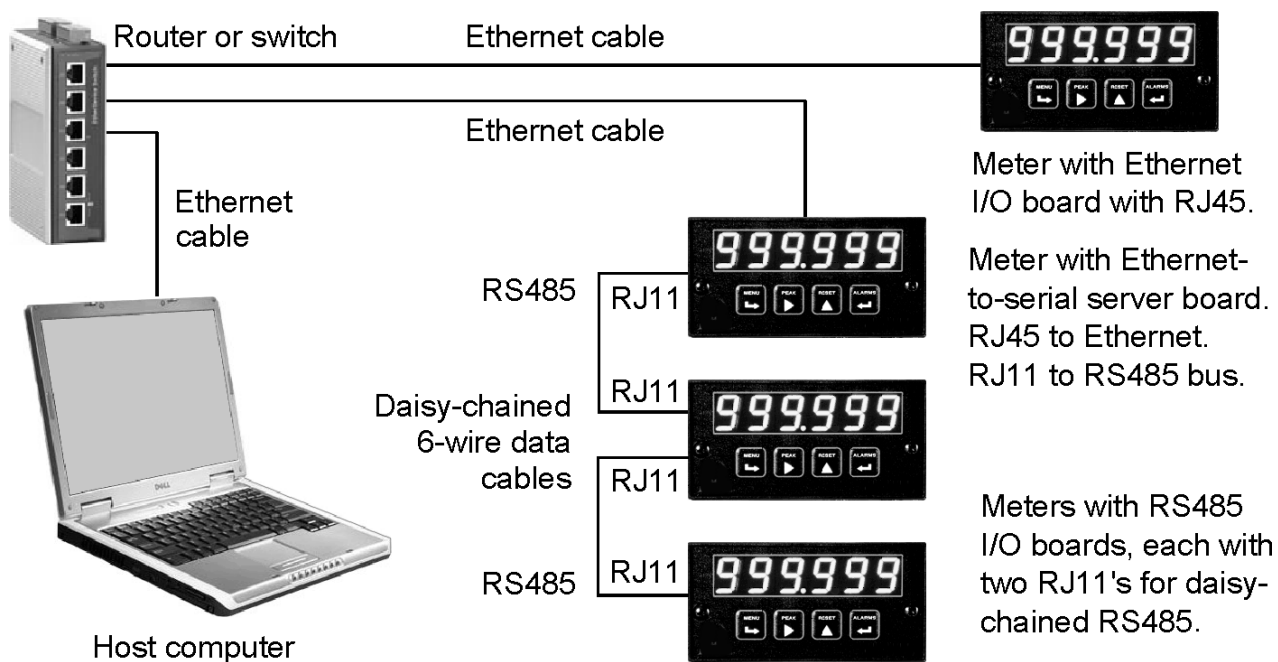 Router or switch
Ethernet cable
999.999
MENU PEAK RESET ALARMS
Ethernet cable
Meter with Ethernet
I/O board with RJ45.
Ethernet
cable
999.999
MENU PEAK RESET ALARMS
RS485
RJ11
Meter with Ethernet-
to-serial server board.
RJ45 to Ethernet.
RJ11 to RS485 bus.
RJ11
999.999
MENU PEAK RESET ALARMS
Daisy-chained
6-wire data
cables
RJ11
DELL
RS485
RJ11
999.999
MENU PEAK RESET ALARMS
Meters with RS485
I/O boards, each with
two RJ11's for daisy-
chained RS485.
Host computer